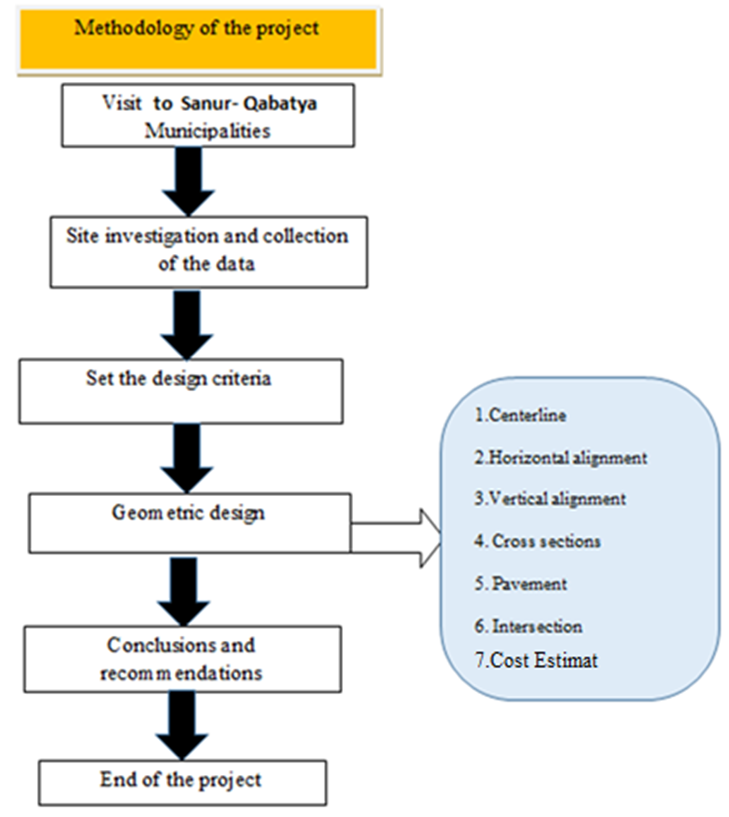 Methodology of the project
Visit to Sanur- Qabatya
Municipalities
Site investigation and collection
of the data
Set the design criteria
Geometric design
1.Centerline
2.Horizontal alignment
3.Vertical alignment
4. Cross sections
5. Pavement
6. Intersection
7.Cost Estimat
Conclusions and
recommendations
End of the project